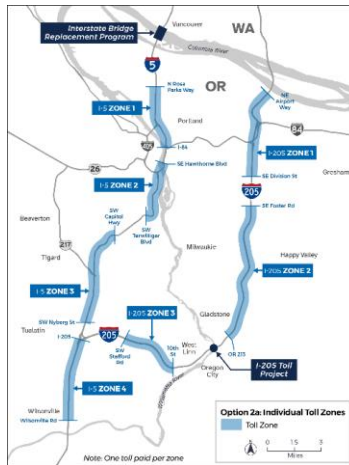 Vancouver
WA
Interstate Bridge
Replacement Program
Columbia River
5
OR
N Rosa
Parks Way
NE
Airport
Way
I-5 ZONE 1
Portland
405
84
I-84
I-205 ZONE 1
26
SE Hawthorne Blvd
Gresham
I-5 ZONE 2
SE Division St
205
SW
Capitol
Hwy
SE Foster Rd
Beaverton
SW
Terwilliger
Blvd
217
Milwaukie
Tigard
Happy Valley
I-205 ZONE 2
I-5 ZONE 3
I-205 ZONE 3
Gladstone
SW Nyberg St
Tualatin
I-205
205
West
Linn
10th
St
SW
Stafford
Rd
OR 213
Oregon
City
I-205 Toll
Project
Willamette River
I-5 ZONE 4
Wilsonville
Wilsonville Rd
Option 2a: Individual Toll Zones
Toll Zone
5
0
15
Miles
Note: One toll paid per zone